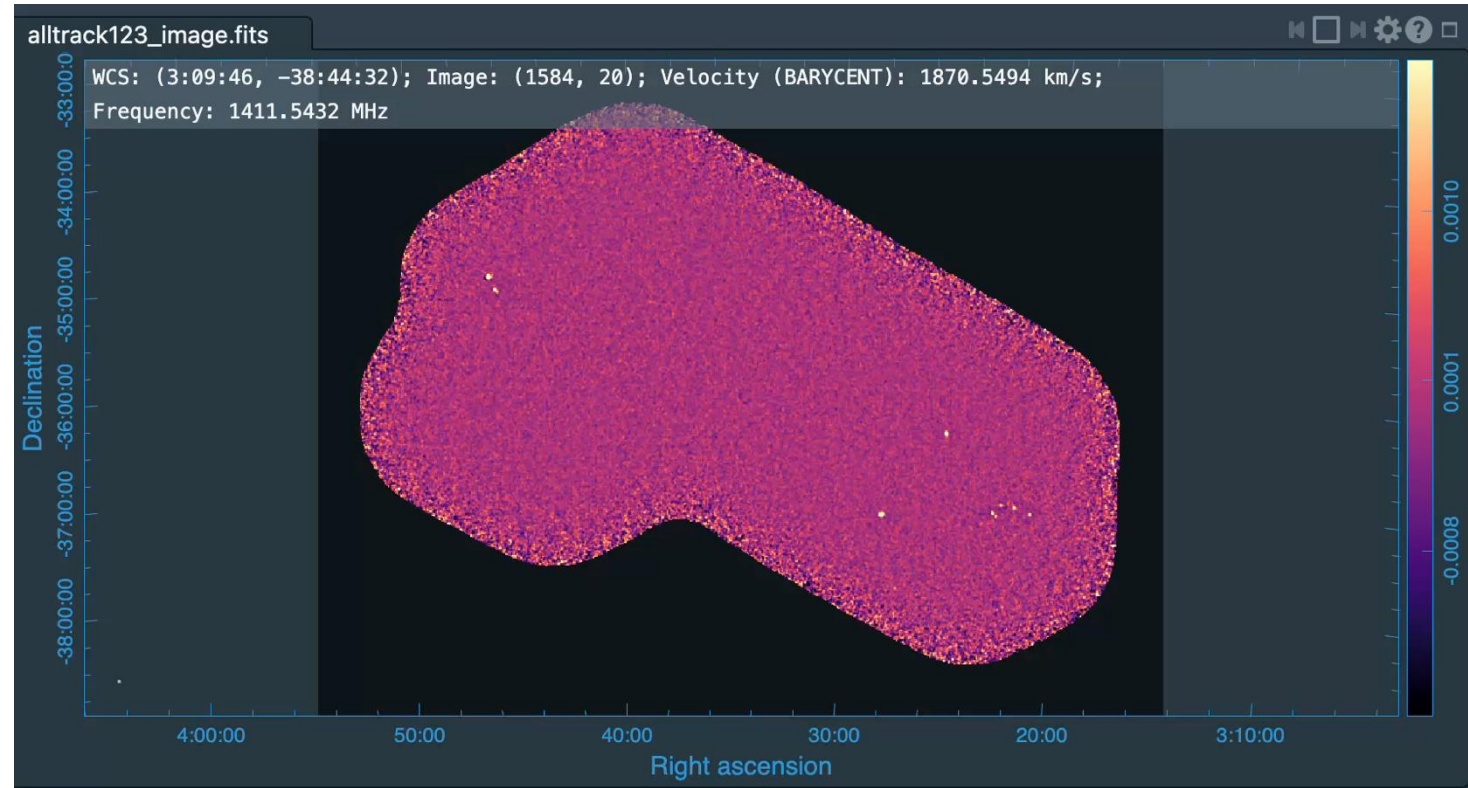 alltrack123_image.fits
WCS: (3:09:46, -38:44:32); Image: (1584, 20); Velocity (BARYCENT): 1870.5494 km/s;
Frequency: 1411.5432 MHz
Declination
-33:00:0
-34:00:00
-35:00:00
-36:00:00
-37:00:00
-38:00:00
0.0010
0.0001
-0.0008
4:00:00 50:00 40:00 30:00 20:00 3:10:00
Right ascension